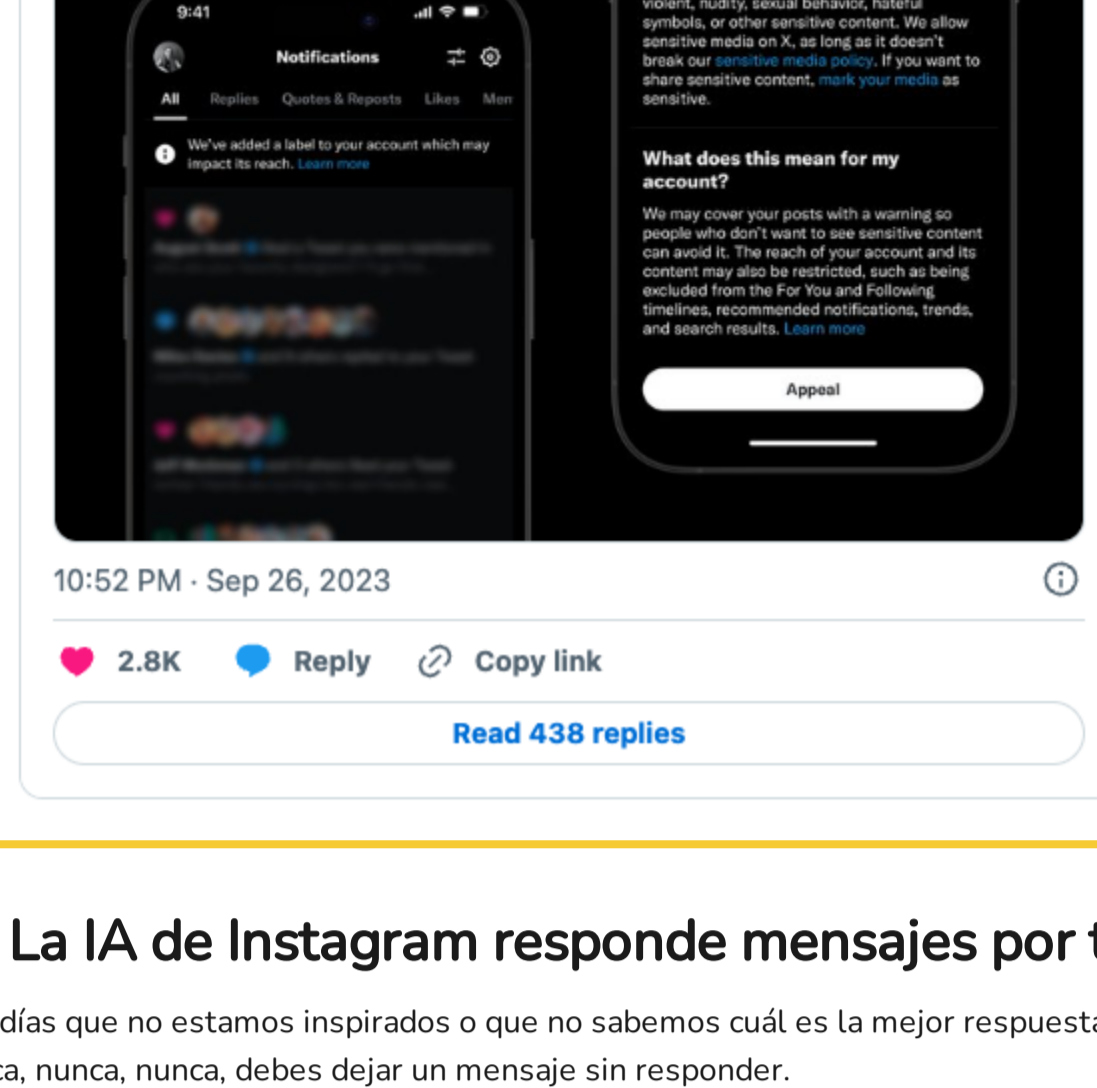 9:41
Notifications
All Replies Quotes & Reposts Likes Men
We've added a label to your account which may
impact its reach. Learn more
violent, nudity, sexual behavior, hateful
symbols, or other sensitive content. We allow
sensitive media on X, as long as it doesn't
break our sensitive media policy. If you want to
share sensitive content, mark your media as
sensitive.
What does this mean for my
account?
We may cover your posts with a warning so
people who don't want to see sensitive content
can avoid it. The reach of your account and its
content may also be restricted, such as being
excluded from the For You and Following
timelines, recommended notifications, trends,
and search results. Learn more
Appeal
10:52 PM · Sep 26, 2023
2.8K Reply Copy link
Read 438 replies
La IA de Instagram responde mensajes por t
días que no estamos inspirados o que no sabemos cuál es la mejor respuesta
ca, nunca, nunca, debes dejar un mensaje sin responder.